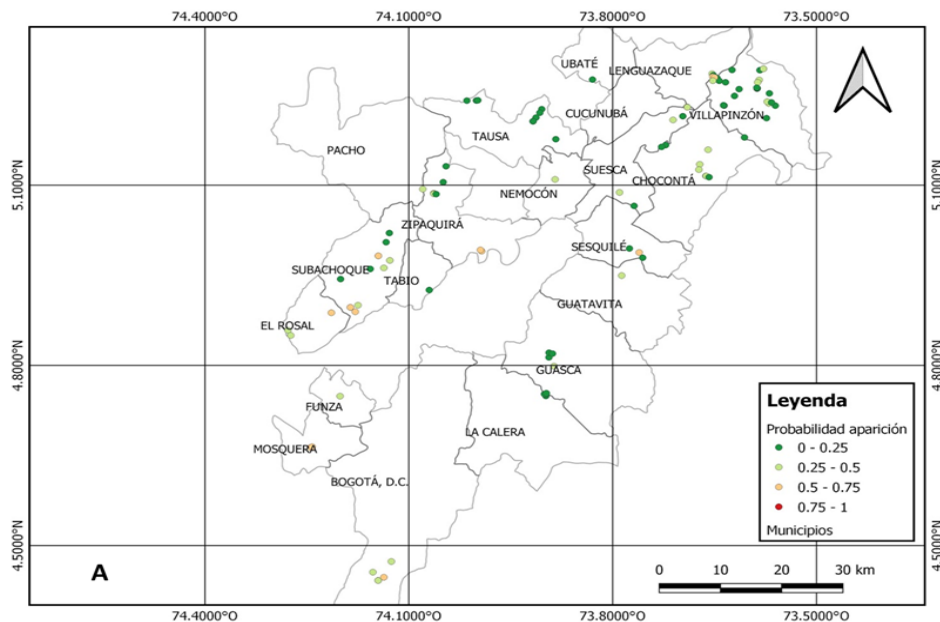 74.4000°O 74.1000°O 73.8000°O 73.5000°O
UBATÉ
LENGUAZAQUE
CUCUNUBÁ
VILLAPINZÓN
TAUSA
PACHO
SUESCA
CHOCONTÁ
5.1000°N
5.1000°N
NEMOCÓN
ZIPAQUIRÁ
SESQUILÉ
SUBACHOQUE
TABIO
GUATAVITA
EL ROSAL
4.8000°N
4.8000°N
GUASCA
FUNZA
LA CALERA
MOSQUERA
BOGOTÁ, D.C.
Leyenda
Probabilidad aparición
0 - 0.25
0.25 - 0.5
0.5 - 0.75
0.75 - 1
Municipios
4.5000°N
4.5000°N
A
0 10 20 30 km
74.4000°O 74.1000°O 73.8000°O 73.5000°O